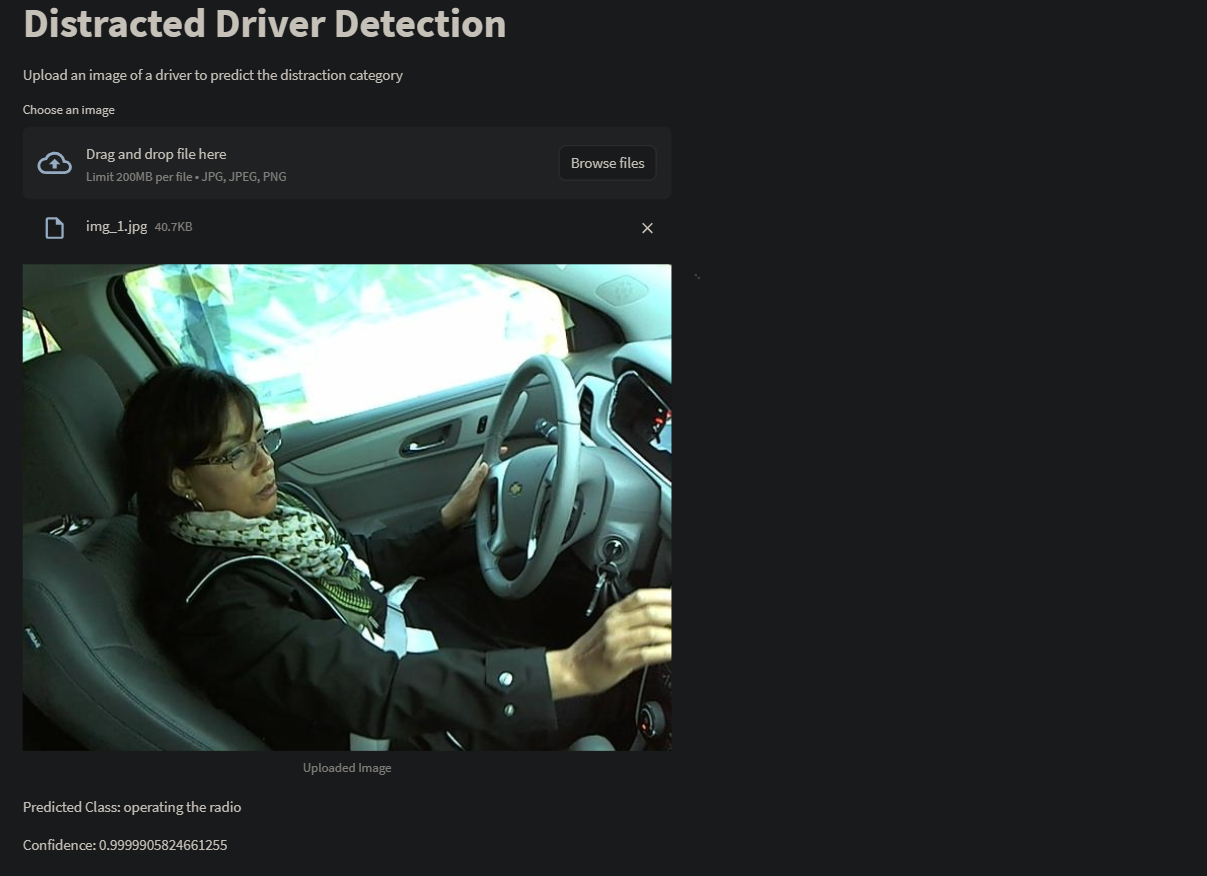 Distracted Driver Detection
Upload an image of a driver to predict the distraction category
Choose an image
Drag and drop file here
Limit 200MB per file • JPG, JPEG, PNG
Browse files
img_1.jpg 40.7KB
AIRBAG
Uploaded Image
Predicted Class: operating the radio
Confidence: 0.9999905824661255